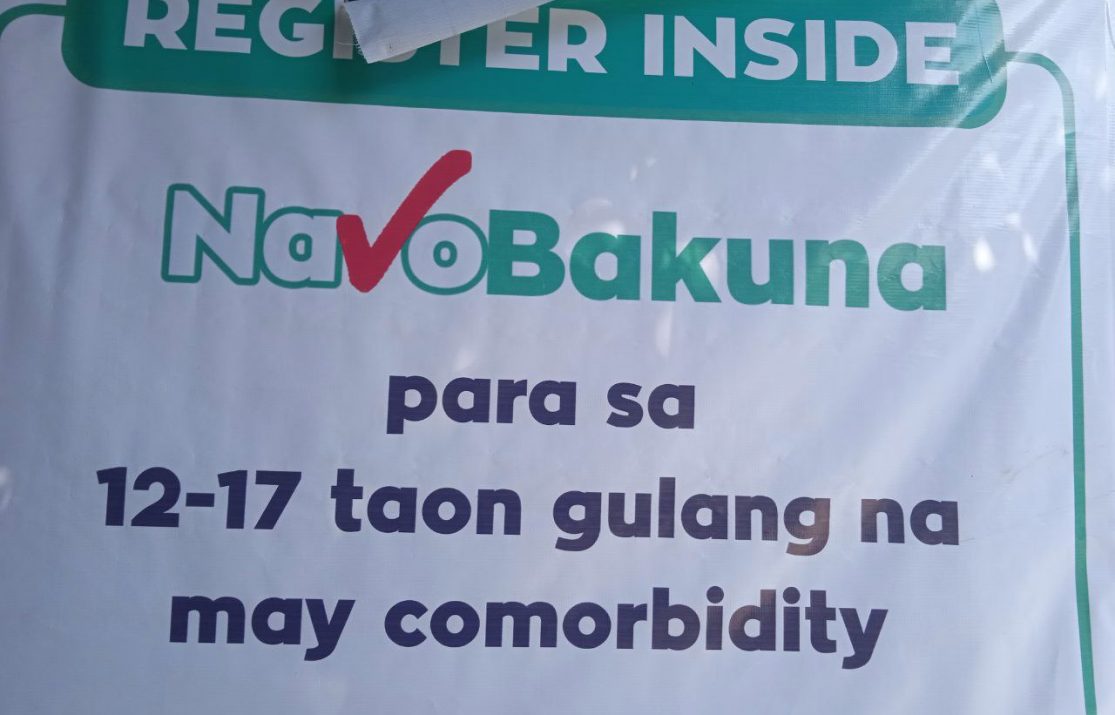 REGISTER INSIDE
NavoBakuna
para sa
12-17 taon gulang na
may comorbidity